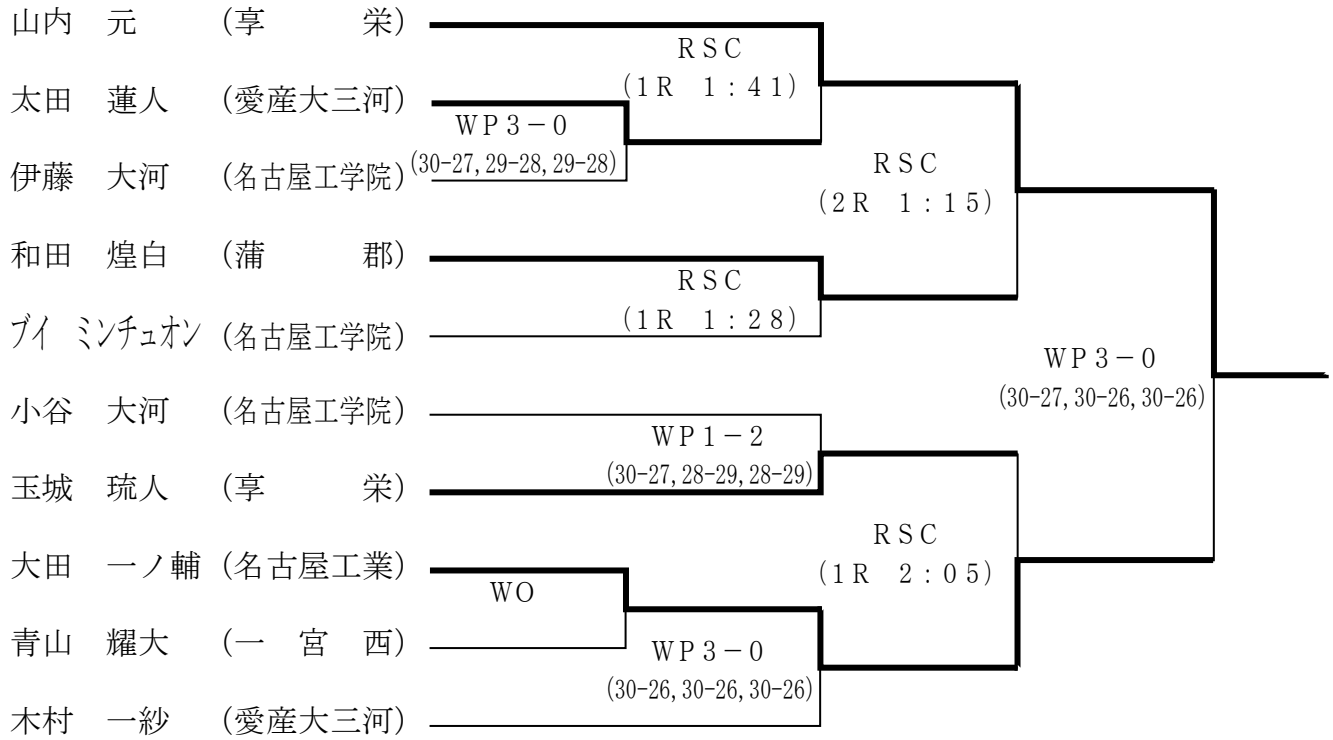 山内　元　　（享　　　栄）
RSC
(1R 1:41)
太田　蓮人　（愛産大三河）
WP3-0
(30-27, 29-28, 29-28)
伊藤　大河　（名古屋工学院）
RSC
(2R 1:15)
和田　煌白　（蒲　　　郡）
RSC
(1R 1:28)
ブイ　ミンチュオン（名古屋工学院）
WP3-0
(30-27, 30-26, 30-26)
小谷　大河　（名古屋工学院）
WP1-2
(30-27, 28-29, 28-29)
玉城　琉人　（享　　　栄）
RSC
(1R 2:05)
大田　一ノ輔（名古屋工業）
WO
青山　耀大　（一　宮　西）
WP3-0
(30-26, 30-26, 30-26)
木村　一紗　（愛産大三河）